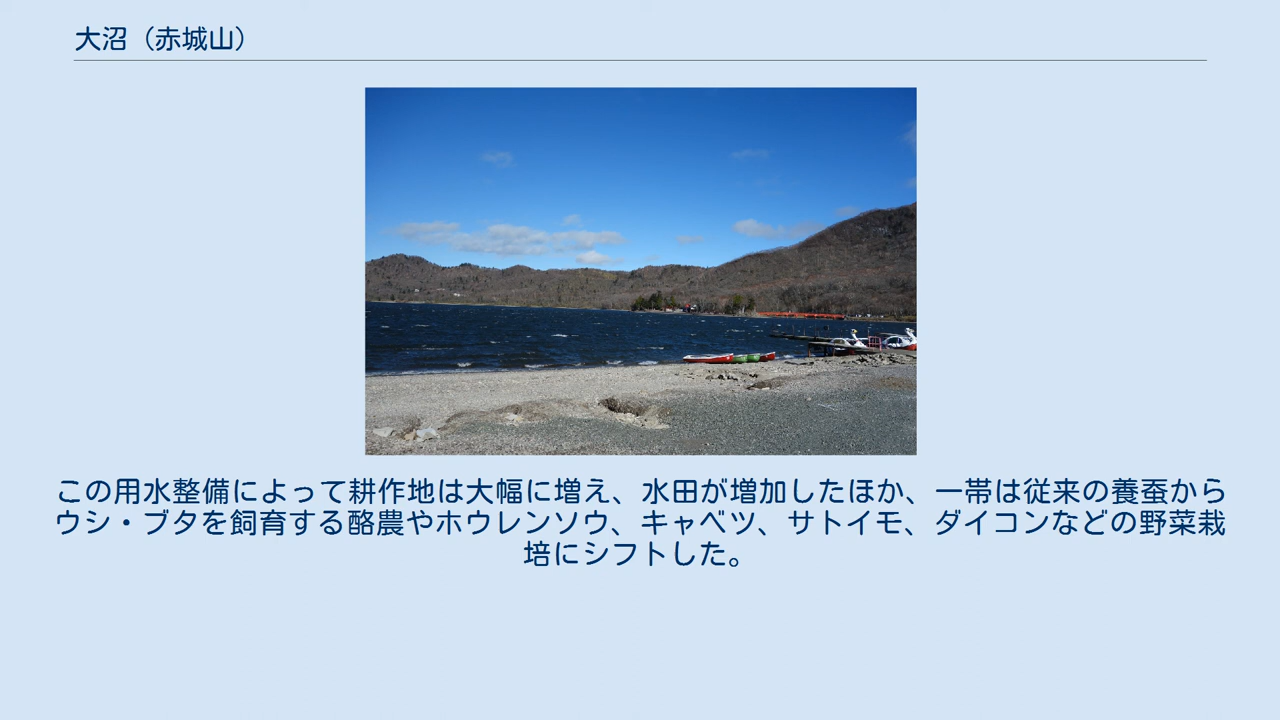 大沼（赤城山）
この用水整備によって耕作地は大幅に増え、水田が増加したほか、一帯は従来の養蚕から
ウシ・ブタを飼育する酪農やホウレンソウ、キャベツ、サトイモ、ダイコンなどの野菜栽
培にシフトした。